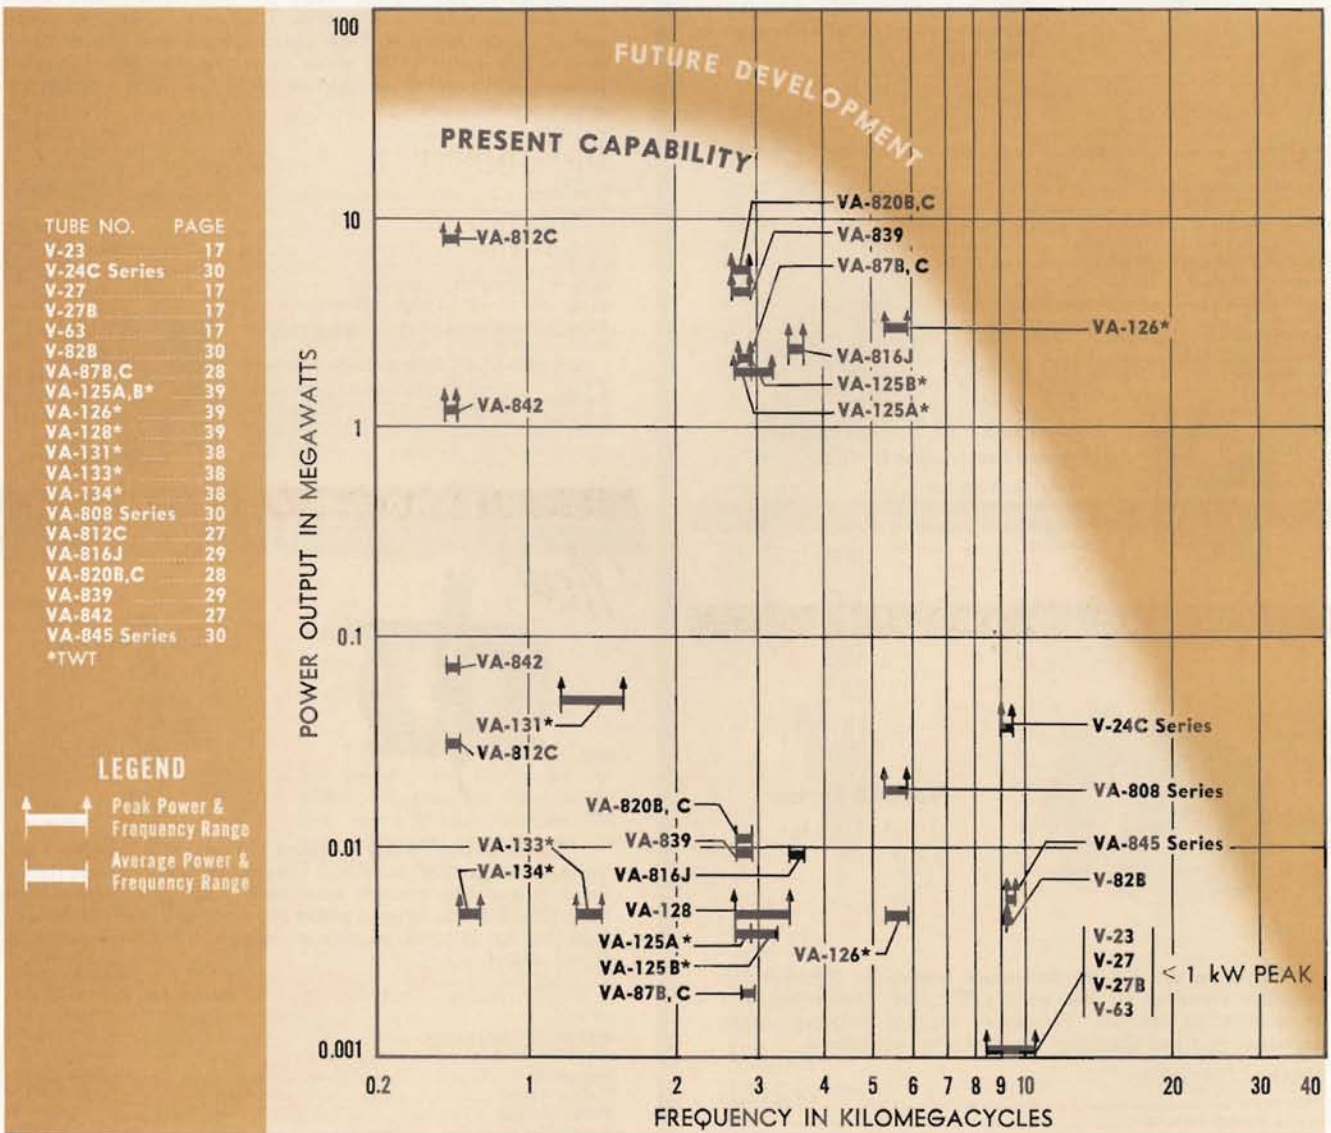 TUBE NO. PAGE
V-23 17
V-24C Series 30
V-27 17
V-27B 17
V-63 17
V-82B 30
VA-87B,C 28
VA-125A,B* 39
VA-126* 39
VA-128* 39
VA-131* 38
VA-133* 38
VA-134* 38
VA-808 Series 30
VA-812C 27
VA-816J 29
VA-820B,C 28
VA-839 29
VA-842 27
VA-845 Series 30
*TWT
LEGEND
Peak Power &
Frequency Range
Average Power &
Frequency Range
POWER OUTPUT IN MEGAWATTS
100
10
1
0.1
0.01
0.001
FUTURE DEVELOPMENT
PRESENT CAPABILITY
VA-820B,C
VA-812C
VA-839
VA-87B, C
VA-126*
VA-816J
VA-125B*
VA-842
VA-125A*
VA-842
VA-131*
V-24C Series
VA-812C
VA-808 Series
VA-820B, C
VA-133*
VA-839
VA-845 Series
VA-134*
VA-816J
V-82B
VA-128
VA-125A*
VA-126*
VA-125B*
VA-87B, C
V-23
V-27
V-27B
V-63
< 1 kW PEAK
0.2 1 2 3 4 5 6 7 8 9 10 20 30 40
FREQUENCY IN KILOMEGACYCLES